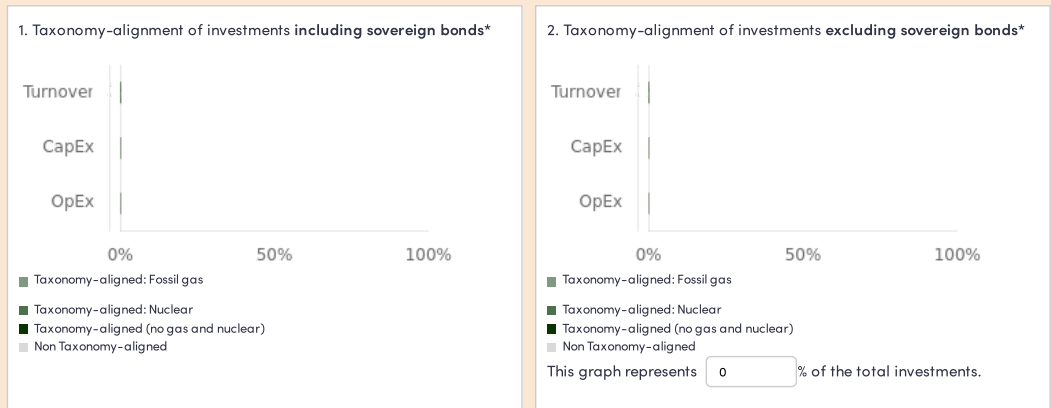 1. Taxonomy-alignment of investments including sovereign bonds*
Turnover
CapEx
OpEx
0% 50% 100%
Taxonomy-aligned: Fossil gas
Taxonomy-aligned: Nuclear
Taxonomy-aligned (no gas and nuclear)
Non Taxonomy-aligned
2. Taxonomy-alignment of investments excluding sovereign bonds*
Turnover
CapEx
OpEx
0% 50% 100%
Taxonomy-aligned: Fossil gas
Taxonomy-aligned: Nuclear
Taxonomy-aligned (no gas and nuclear)
Non Taxonomy-aligned
This graph represents 0 % of the total investments.